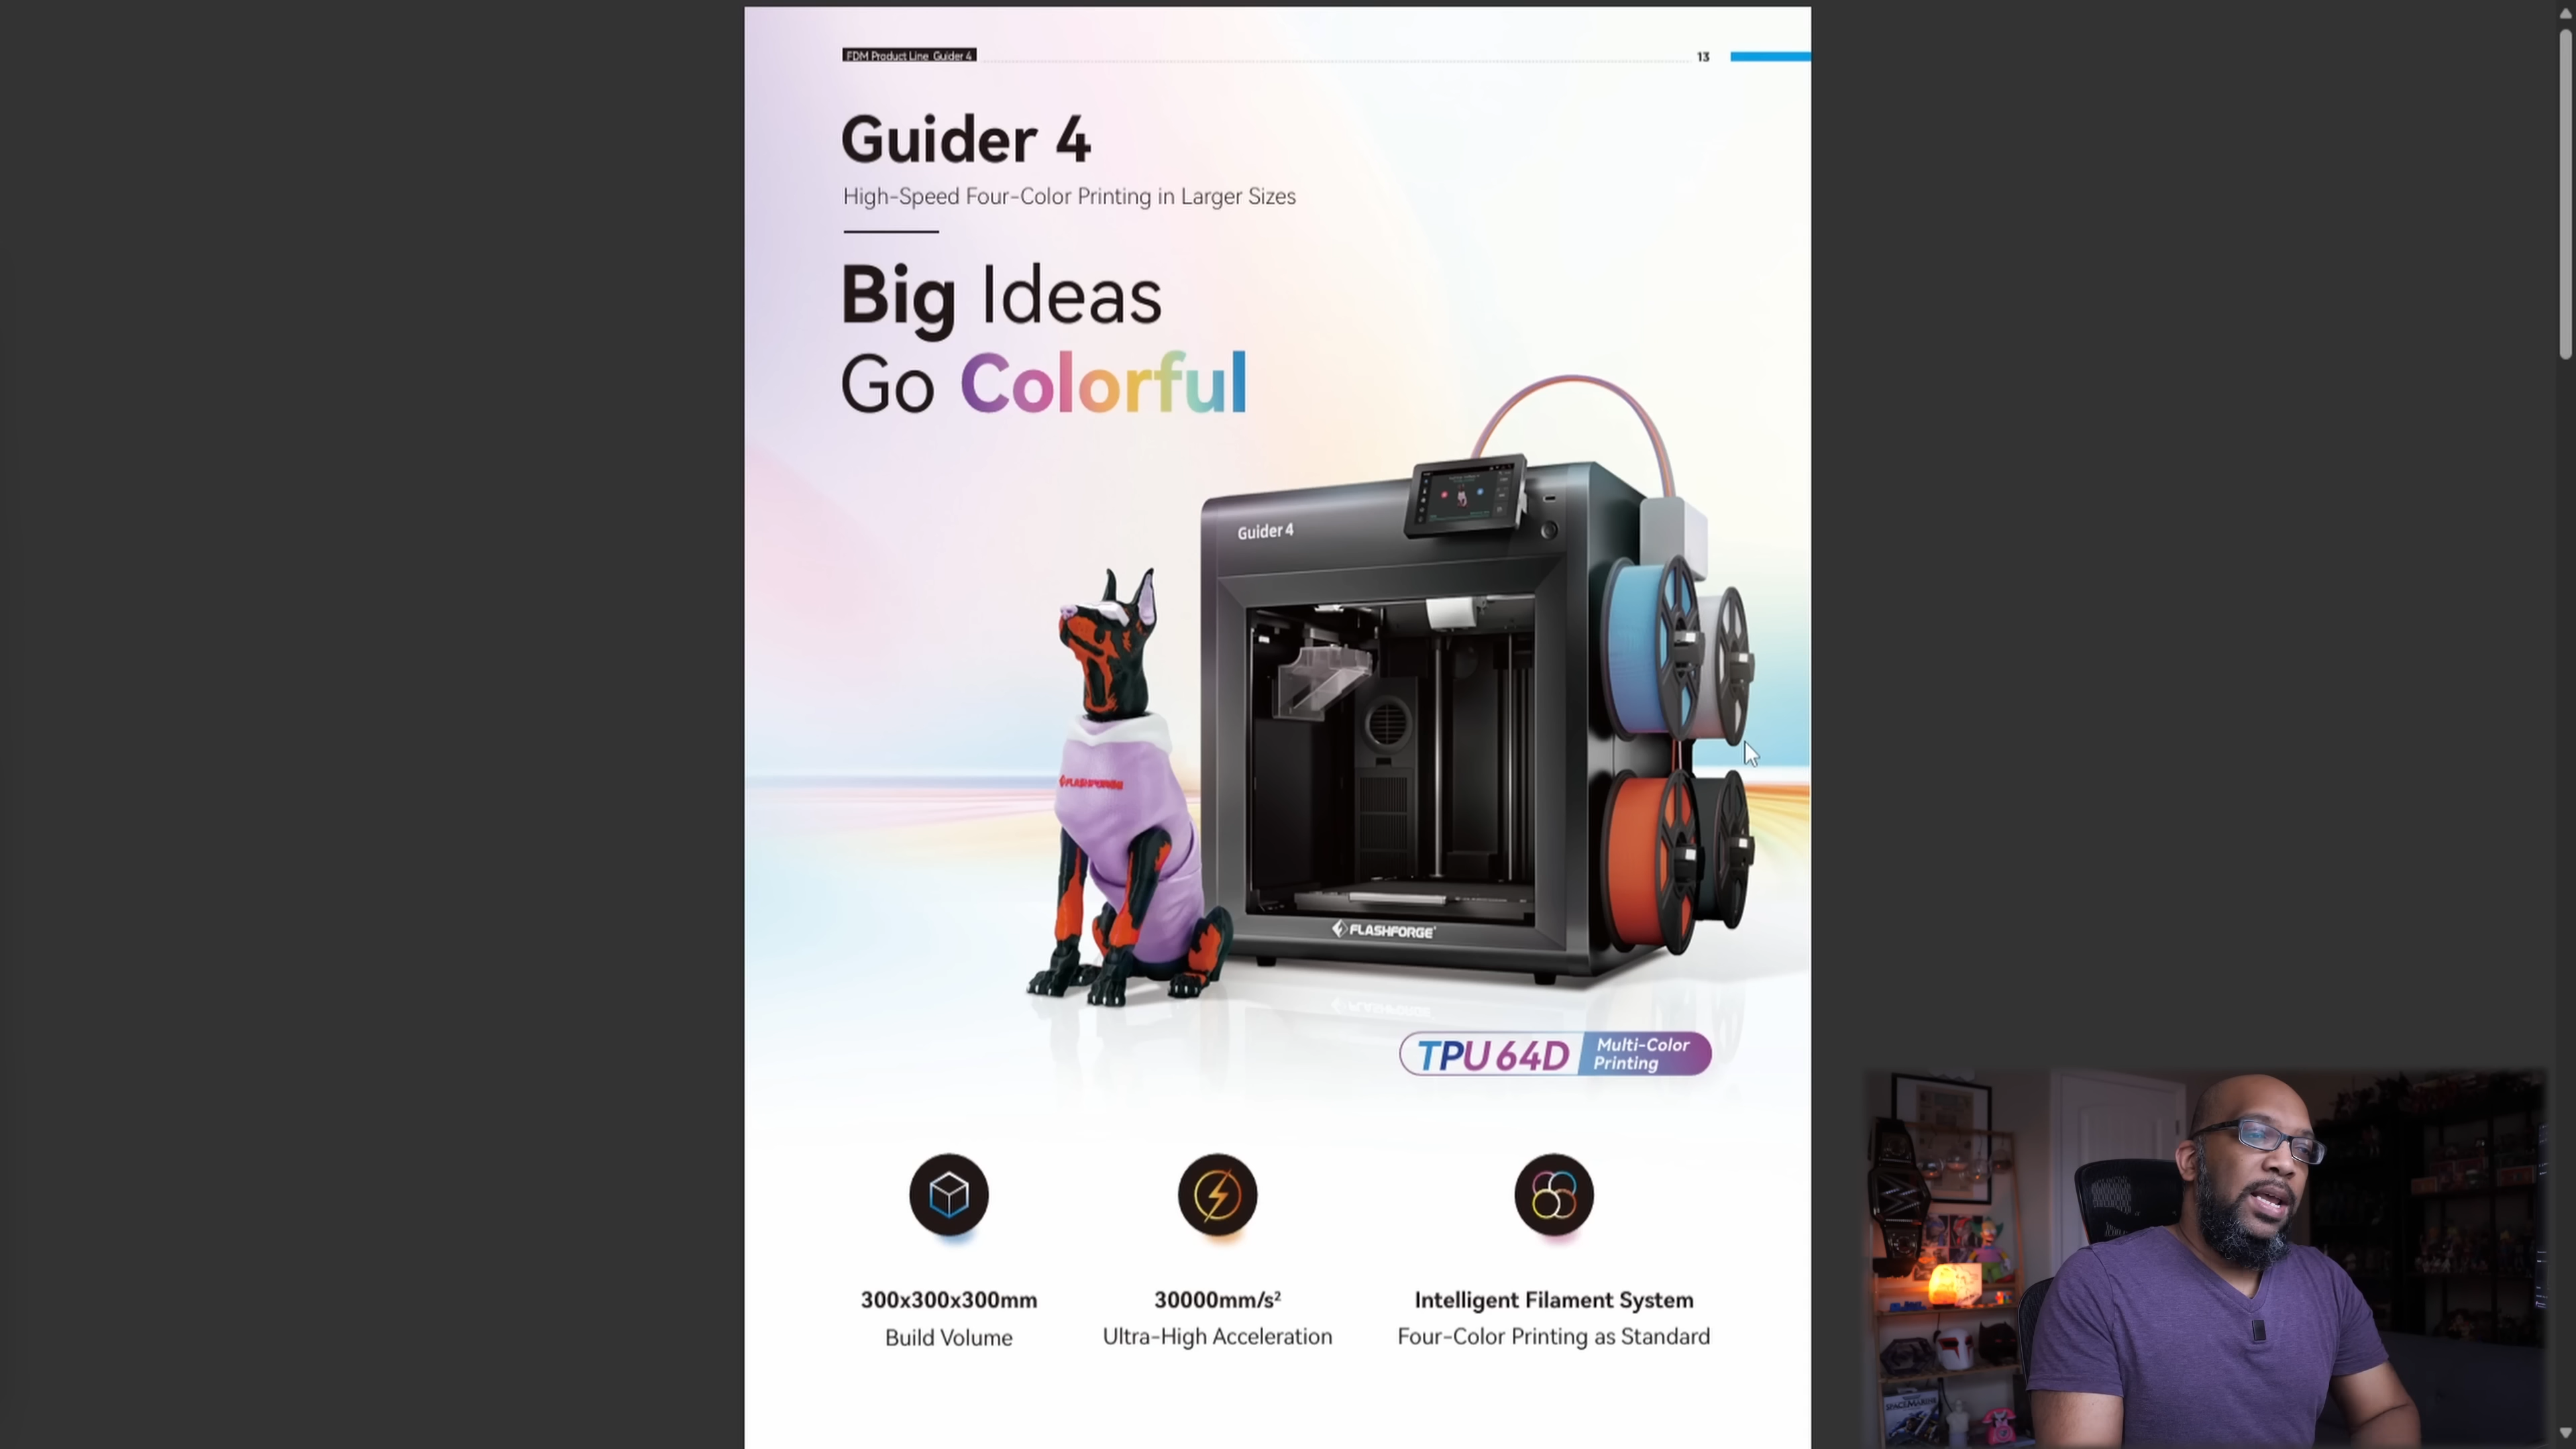 FDM Product Line Guider 4
13
Guider 4
High-Speed Four-Color Printing in Larger Sizes
Big Ideas
Go Colorful
Guider 4
FLASHFORGE
FLASHFORGE
TPU 64D
Multi-Color
Printing
300x300x300mm
Build Volume
30000mm/s²
Ultra-High Acceleration
Intelligent Filament System
Four-Color Printing as Standard